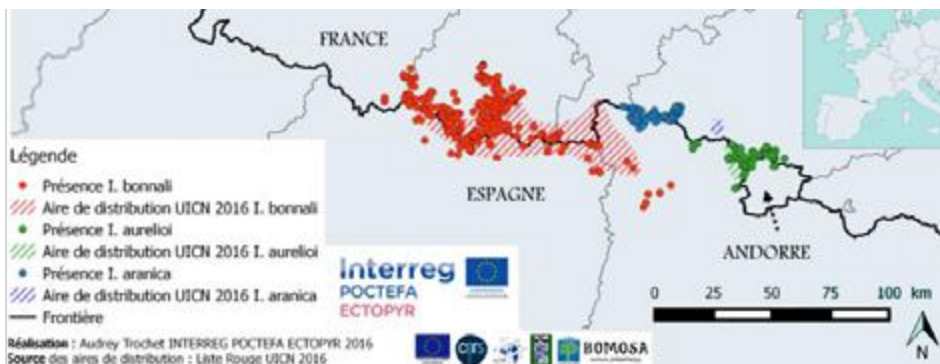 FRANCE
ESPAGNE
ANDORRE
Légende
Présence I. bonnali
Aire de distribution UICN 2016 I. bonnali
Présence I. aurelioi
Aire de distribution UICN 2016 I. aurelioi
Présence I. aranica
Aire de distribution UICN 2016 I. aranica
Frontière
Interreg
POCTEFA
ECTOPYR
0 25 50 75 100 km
N
Réalisation : Audrey Trochet INTERREG POCTEFA ECTOPYR 2016
Source des aires de distribution : Liste Rouge UICN 2016
cnrs
BOMOSA